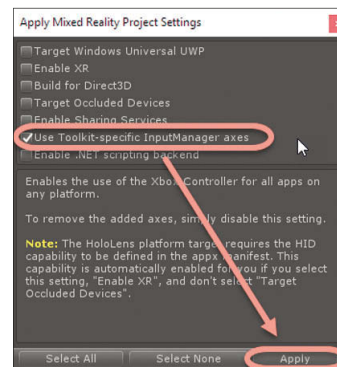 Apply Mixed Reality Project Settings
Target Windows Universal UWP
Enable XR
Build for Direct3D
Target Occluded Devices
Enable Sharing Services
Use Toolkit-specific InputManager axes
Enable .NET scripting backend
Enables the use of the Xbox Controller for all apps on
any platform.
To remove the added axes, simply disable this setting.
Note: The HoloLens platform target requires the HID
capability to be defined in the appx manifest. This
capability is automatically enabled for you if you select
this setting, "Enable XR", and don't select "Target
Occluded Devices".
Select All Select None Apply